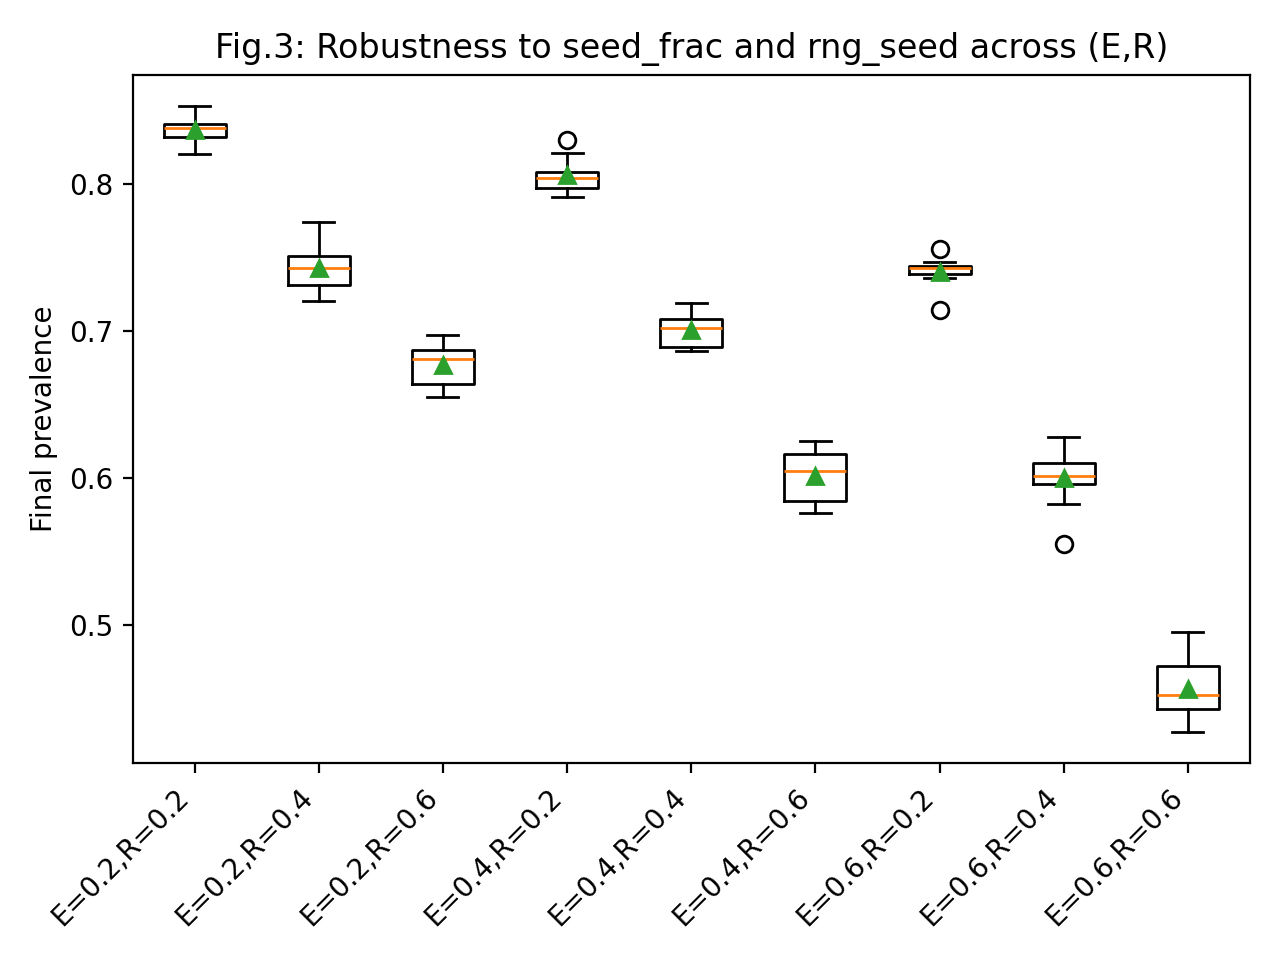 Fig.3: Robustness to seed_frac and rng_seed across (E,R)
Final prevalence
0.8
0.7
0.6
0.5
E=0.2,R=0.2
E=0.2,R=0.4
E=0.2,R=0.6
E=0.4,R=0.2
E=0.4,R=0.4
E=0.4,R=0.6
E=0.6,R=0.2
E=0.6,R=0.4
E=0.6,R=0.6